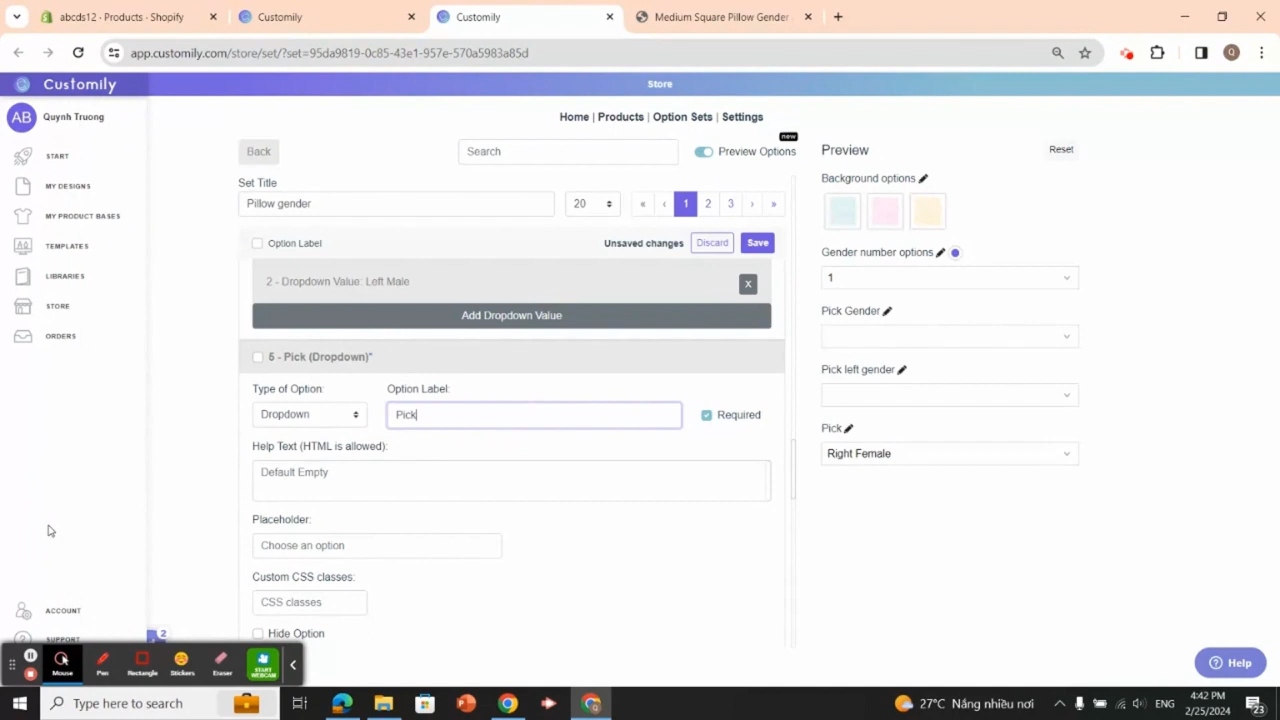 abcds12 · Products · Shopify
Customily
Customily
Medium Square Pillow Gender
app.customily.com/store/set/?set=95da9819-0c85-43e1-957e-570a5983a85d
Q
Customily
Store
AB
Quynh Truong
Home | Products | Option Sets | Settings
START
MY DESIGNS
MY PRODUCT BASES
TEMPLATES
LIBRARIES
STORE
ORDERS
ACCOUNT
SUPPORT
2
Back
Search
new
Preview Options
Set Title
Pillow gender
20
« ‹ 1 2 3 › »
Option Label
Unsaved changes
Discard
Save
2 - Dropdown Value: Left Male
X
Add Dropdown Value
5 - Pick (Dropdown)*
Type of Option:
Option Label:
Dropdown
Pick
Required
Help Text (HTML is allowed):
Default Empty
Placeholder:
Choose an option
Custom CSS classes:
CSS classes
Hide Option
Preview
Reset
Background options
Gender number options
1
Pick Gender
Pick left gender
Pick
Right Female
Help
Mouse
Pen
Rectangle
Stickers
Eraser
START
WEBCAM
Type here to search
27°C Nắng nhiều nơi
ENG
4:42 PM
2/25/2024
23